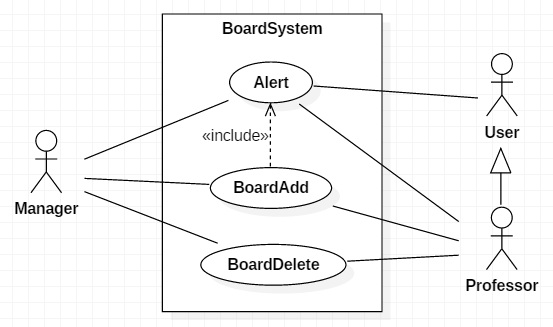 BoardSystem
Alert
User
«include»
BoardAdd
Manager
BoardDelete
Professor